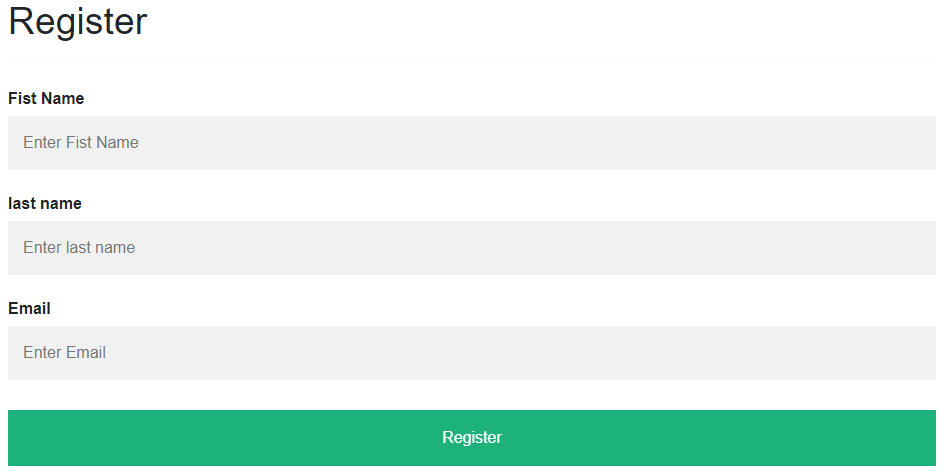 Register
Fist Name
Enter Fist Name
last name
Enter last name
Email
Enter Email
Register